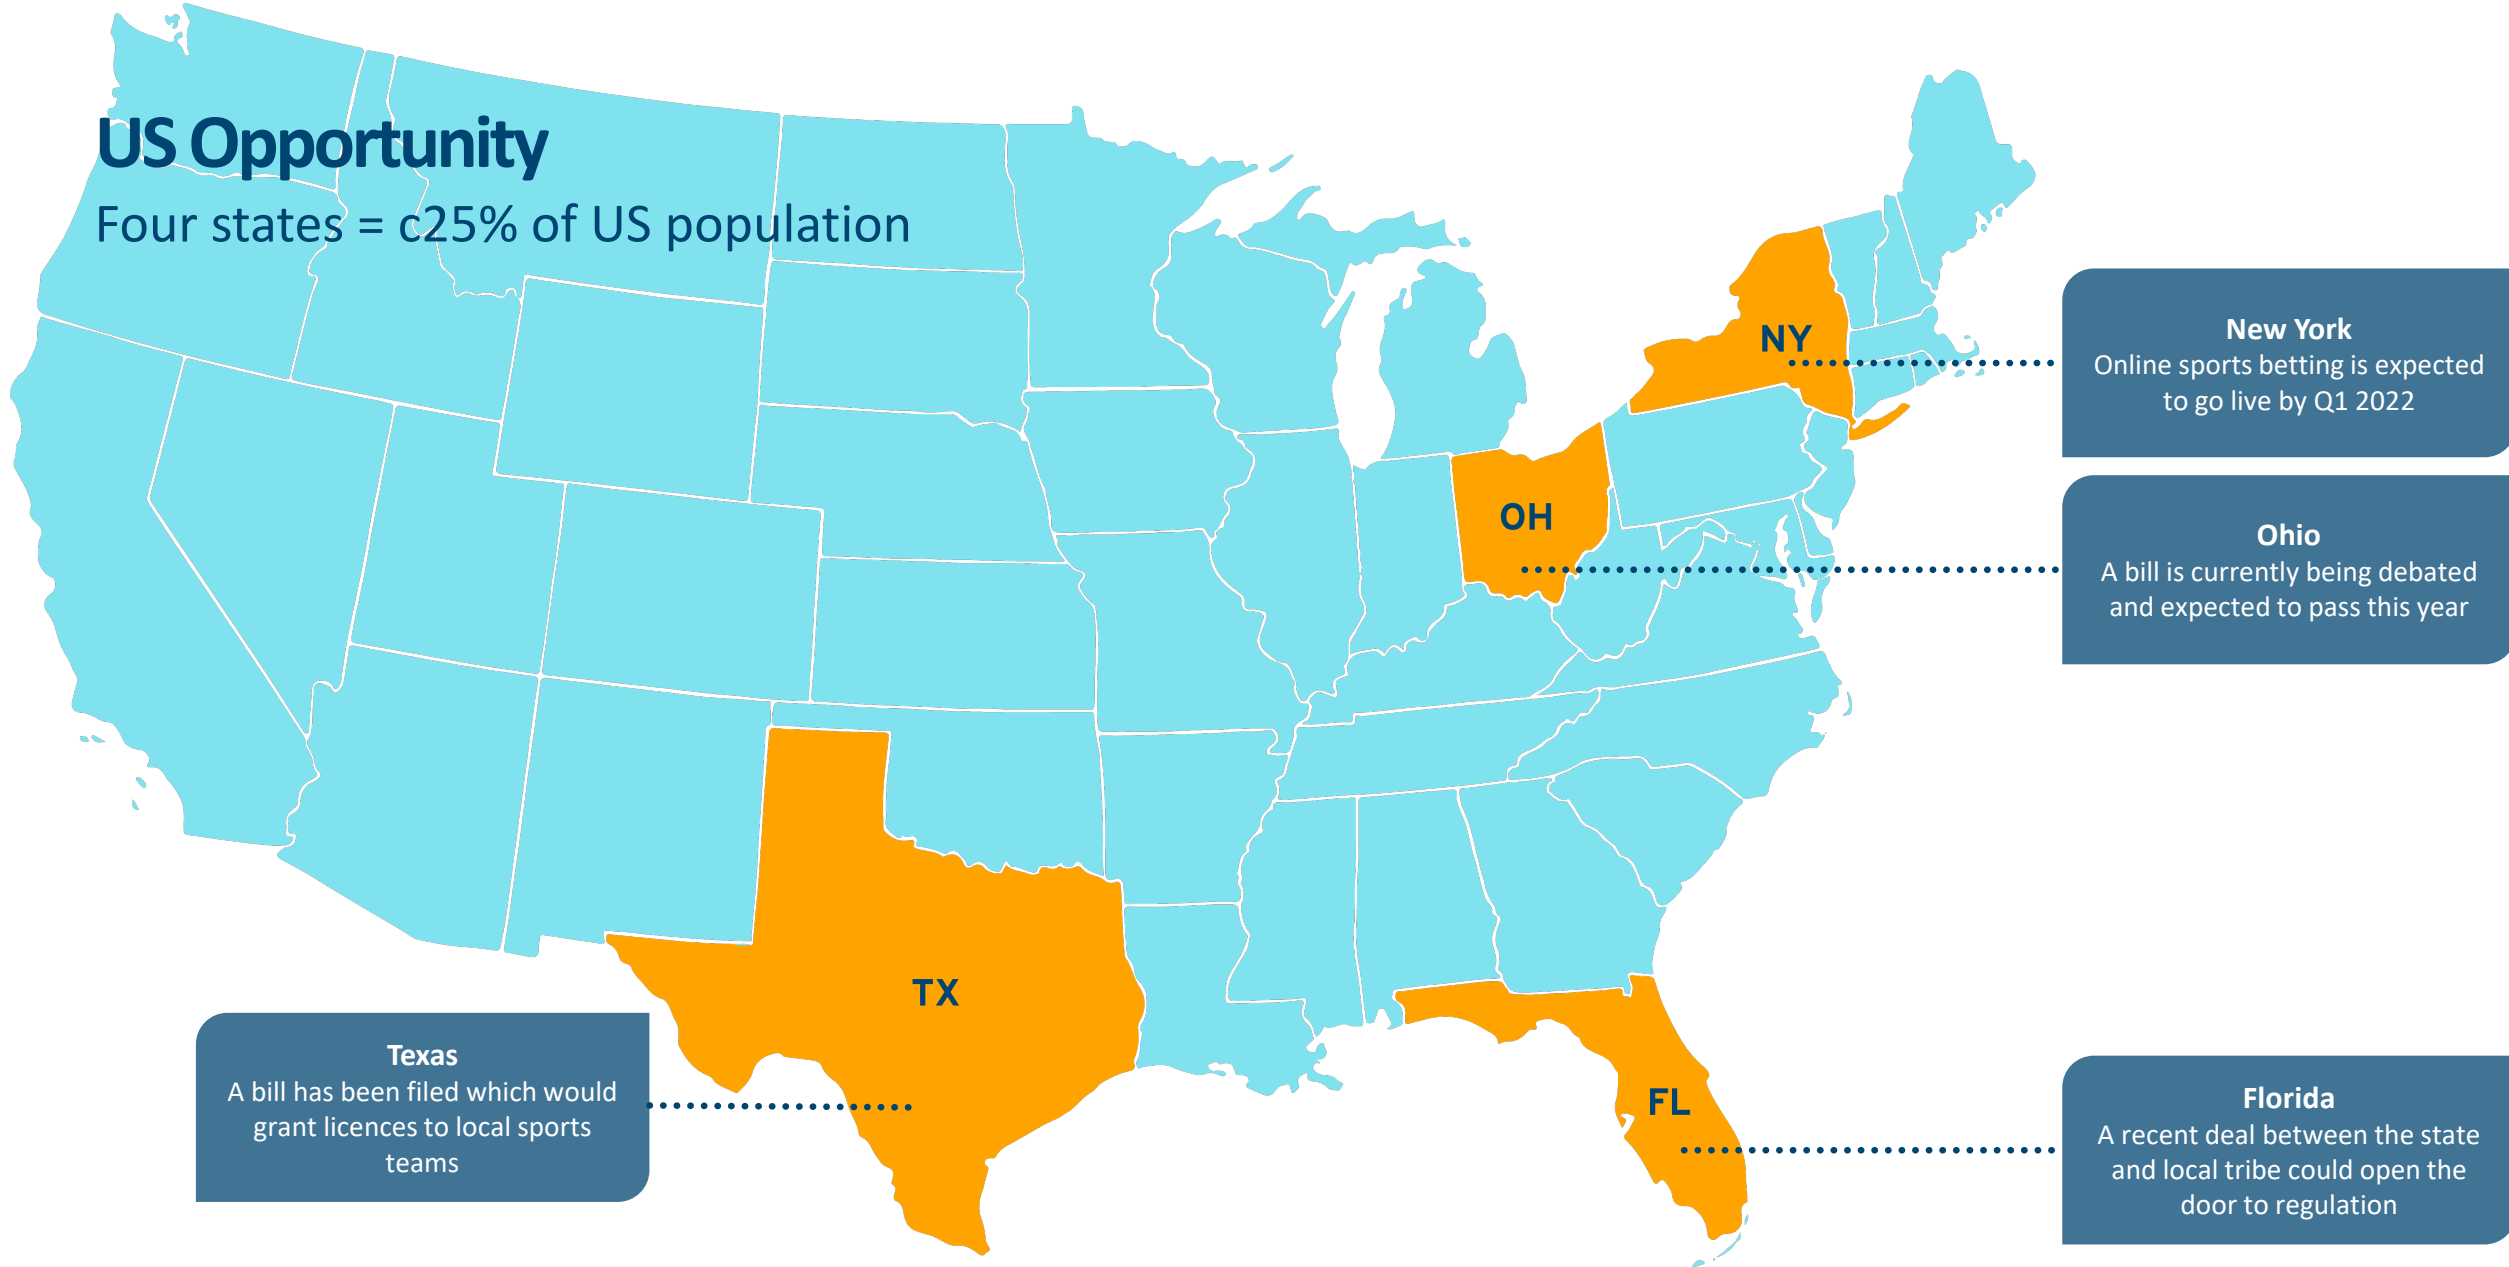 US Opportunity
Four states = c25% of US population
NY
New York
Online sports betting is expected
to go live by Q1 2022
OH
Ohio
A bill is currently being debated
and expected to pass this year
TX
Texas
A bill has been filed which would
grant licences to local sports
teams
FL
Florida
A recent deal between the state
and local tribe could open the
door to regulation